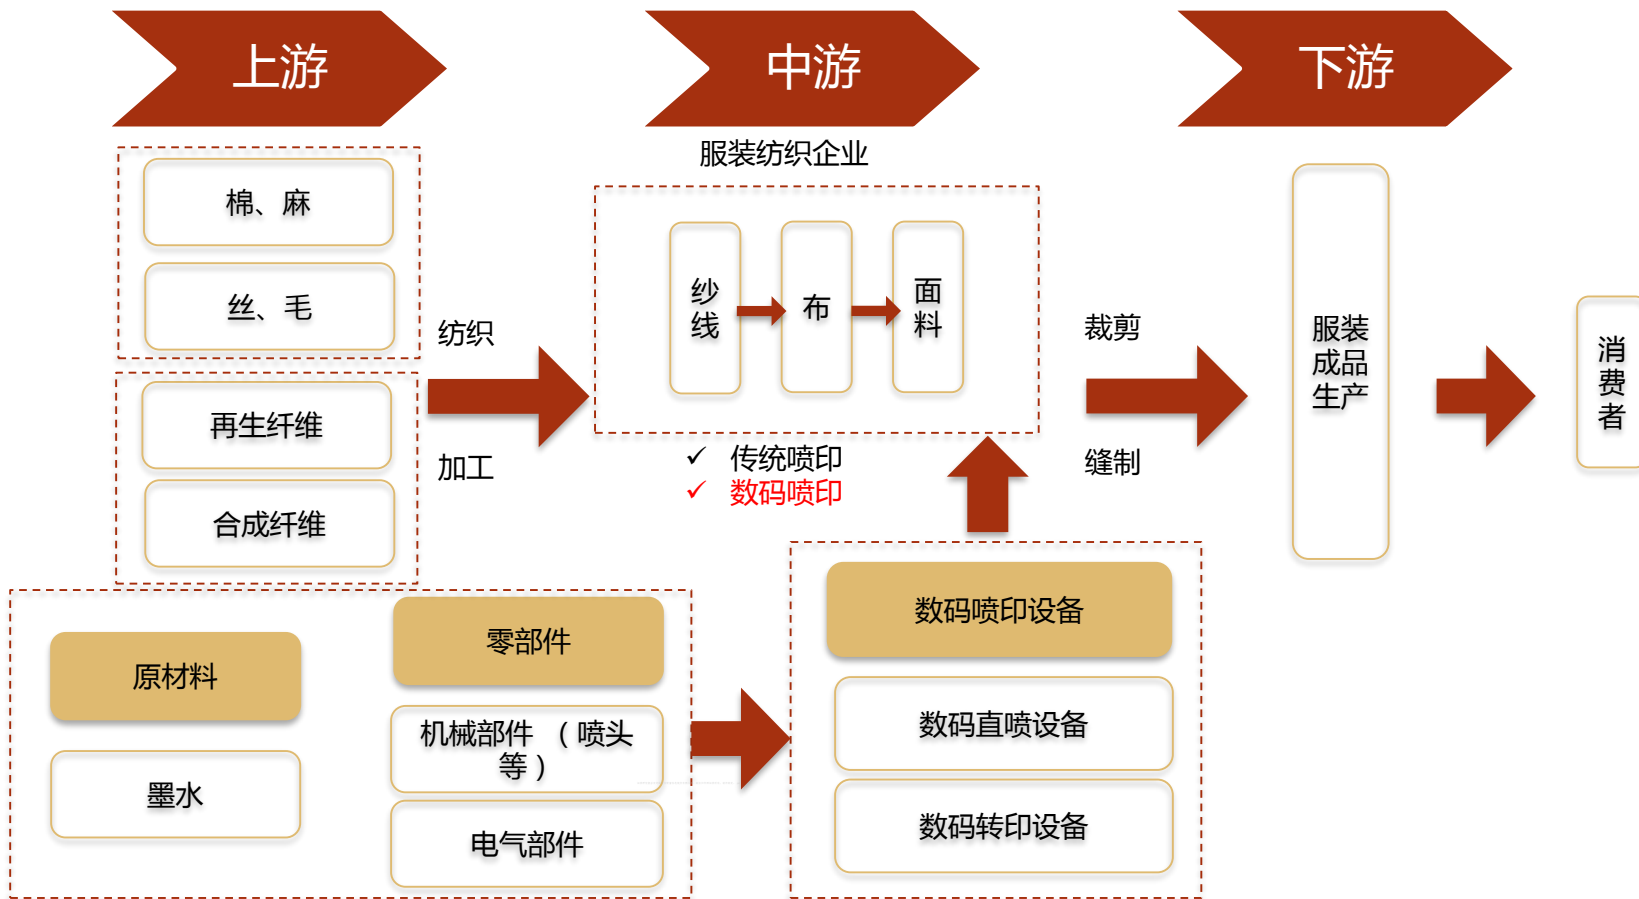 上游
中游
下游
棉、麻
丝、毛
再生纤维
合成纤维
纺织
加工
服装纺织企业
纱
线
布
面
料
传统喷印
数码喷印
裁剪
缝制
服装
成品
生产
消
费
者
原材料
墨水
零部件
机械部件 （喷头
等）
电气部件
数码喷印设备
数码直喷设备
数码转印设备